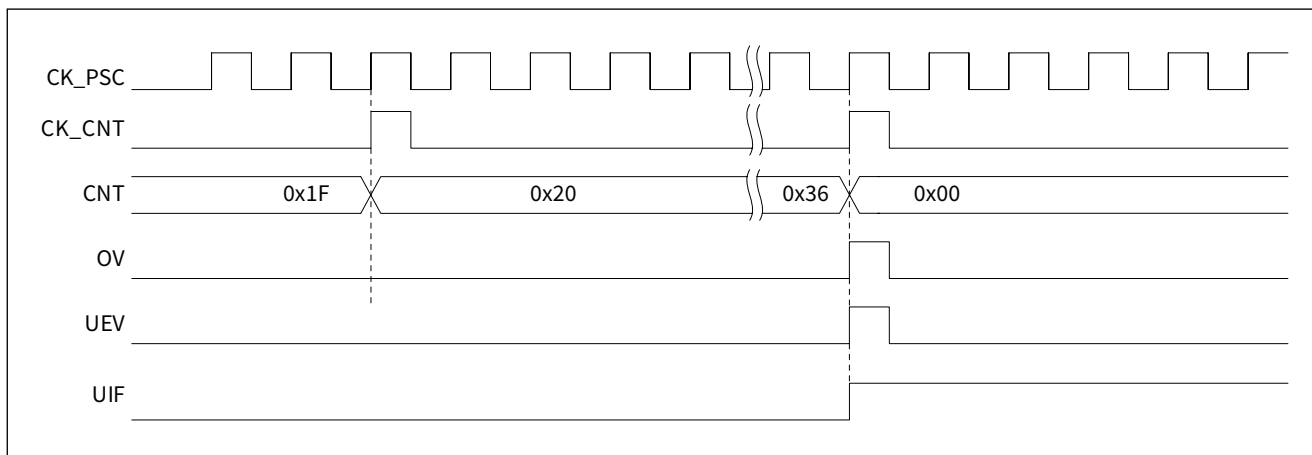 CK_PSC
CK_CNT
CNT 0x1F 0x20 0x36 0x00
OV
UEV
UIF